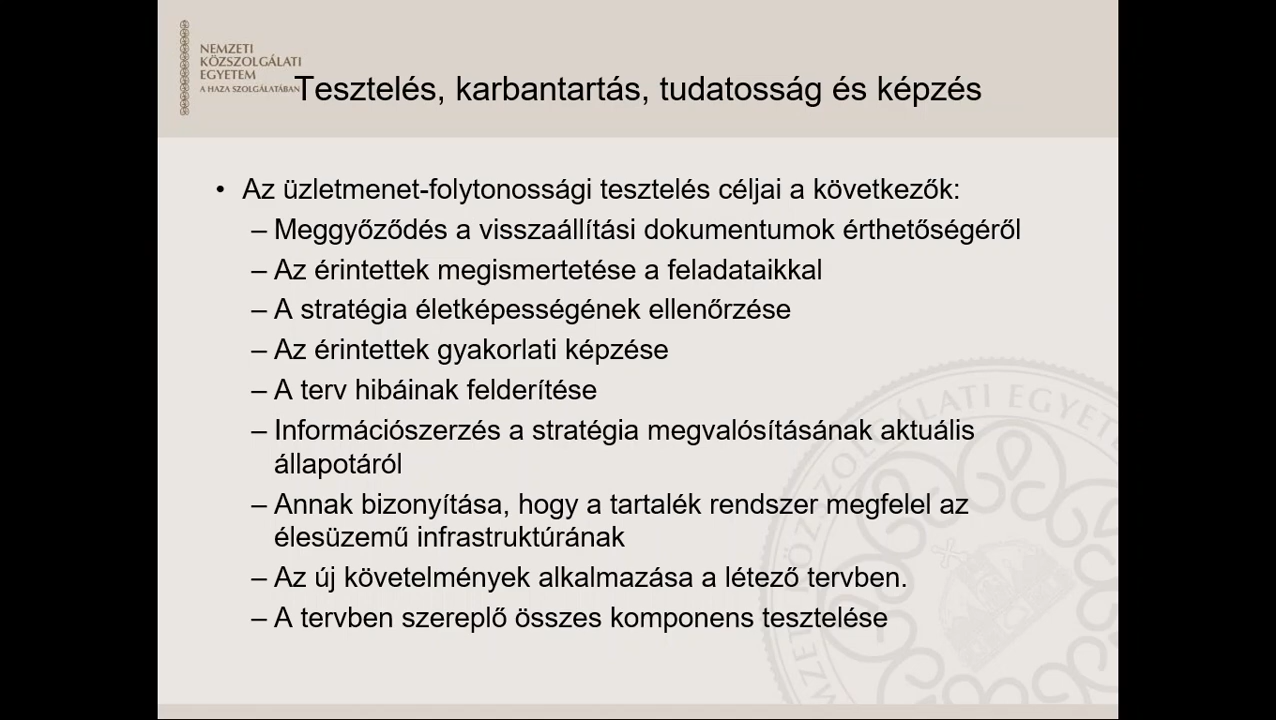 NEMZETI
KÖZSZOLGÁLATI
EGYETEM
A HAZA SZOLGÁLATÁBAN
Tesztelés, karbantartás, tudatosság és képzés
• Az üzletmenet-folytonossági tesztelés céljai a következők:
– Meggyőződés a visszaállítási dokumentumok érthetőségéről
– Az érintettek megismertetése a feladataikkal
– A stratégia életképességének ellenőrzése
– Az érintettek gyakorlati képzése
– A terv hibáinak felderítése
– Információszerzés a stratégia megvalósításának aktuális
állapotáról
– Annak bizonyítása, hogy a tartalék rendszer megfelel az
élesüzemű infrastruktúrának
– Az új követelmények alkalmazása a létező tervben.
– A tervben szereplő összes komponens tesztelése
NEMZETI KÖZSZOLGÁLATI EGYETEM